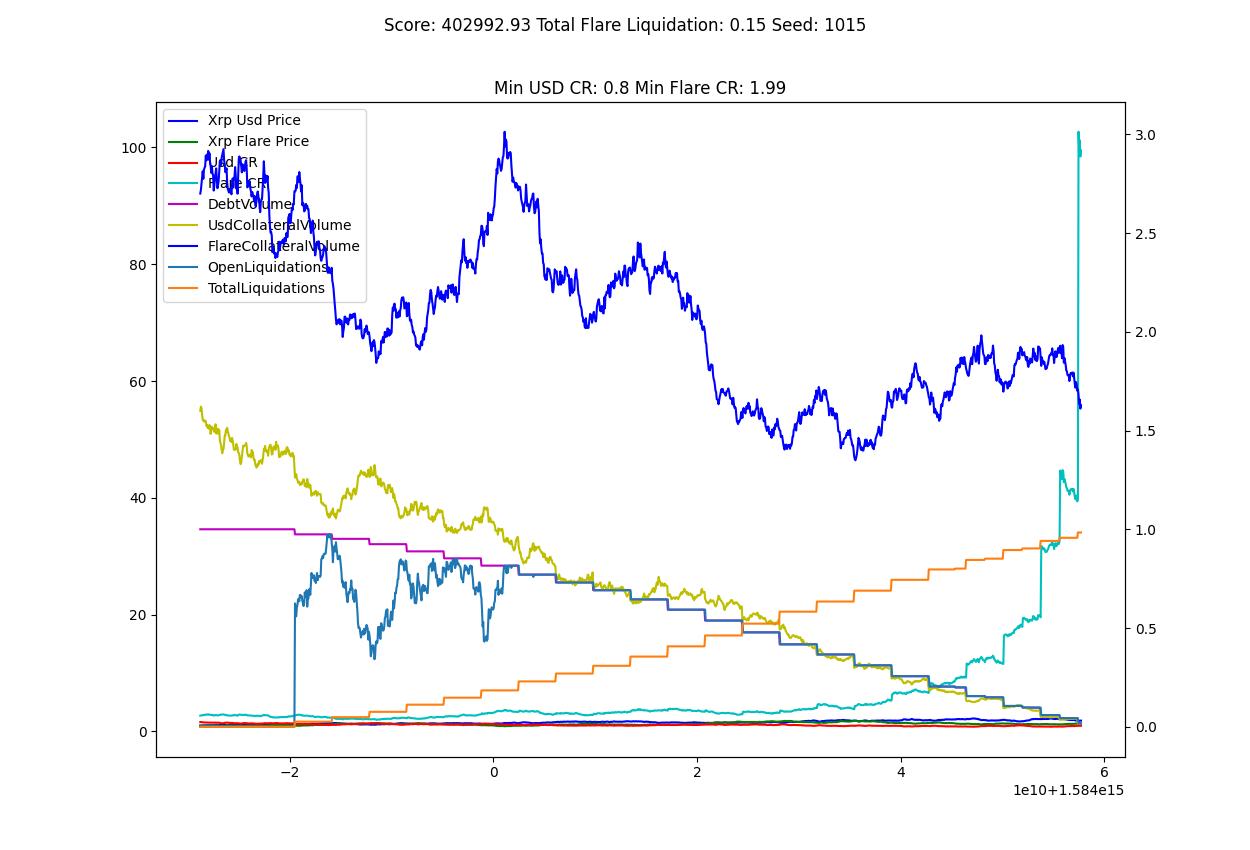 Score: 402992.93 Total Flare Liquidation: 0.15 Seed: 1015
Min USD CR: 0.8 Min Flare CR: 1.99
Xrp Usd Price
Xrp Flare Price
Usd CR
Flare CR
DebtVolume
UsdCollateralVolume
FlareCollateralVolume
OpenLiquidations
TotalLiquidations
100
80
60
40
20
0
3.0
2.5
2.0
1.5
1.0
0.5
0.0
−2
0
2
4
6
1e10+1.584e15